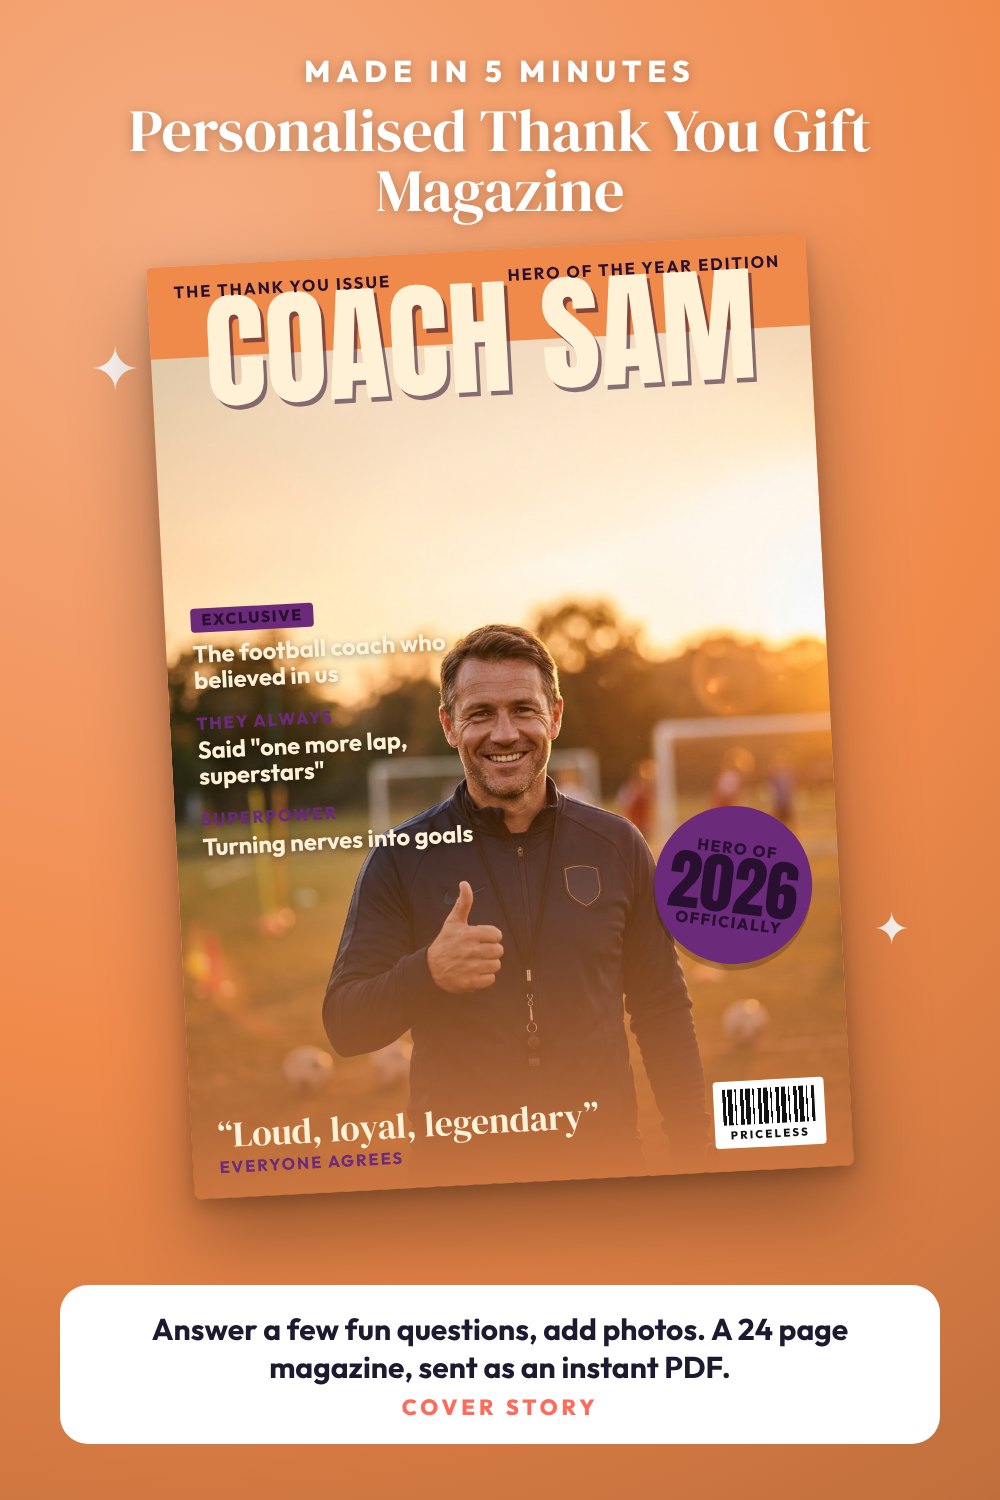 MADE IN 5 MINUTES
Personalised Thank You Gift
Magazine
THE THANK YOU ISSUE
HERO OF THE YEAR EDITION
COACH SAM
EXCLUSIVE
The football coach who
believed in us
THEY ALWAYS
Said "one more lap,
superstars"
SUPERPOWER
Turning nerves into goals
HERO OF
2026
OFFICIALLY
“Loud, loyal, legendary”
EVERYONE AGREES
PRICELESS
Answer a few fun questions, add photos. A 24 page
magazine, sent as an instant PDF.
COVER STORY